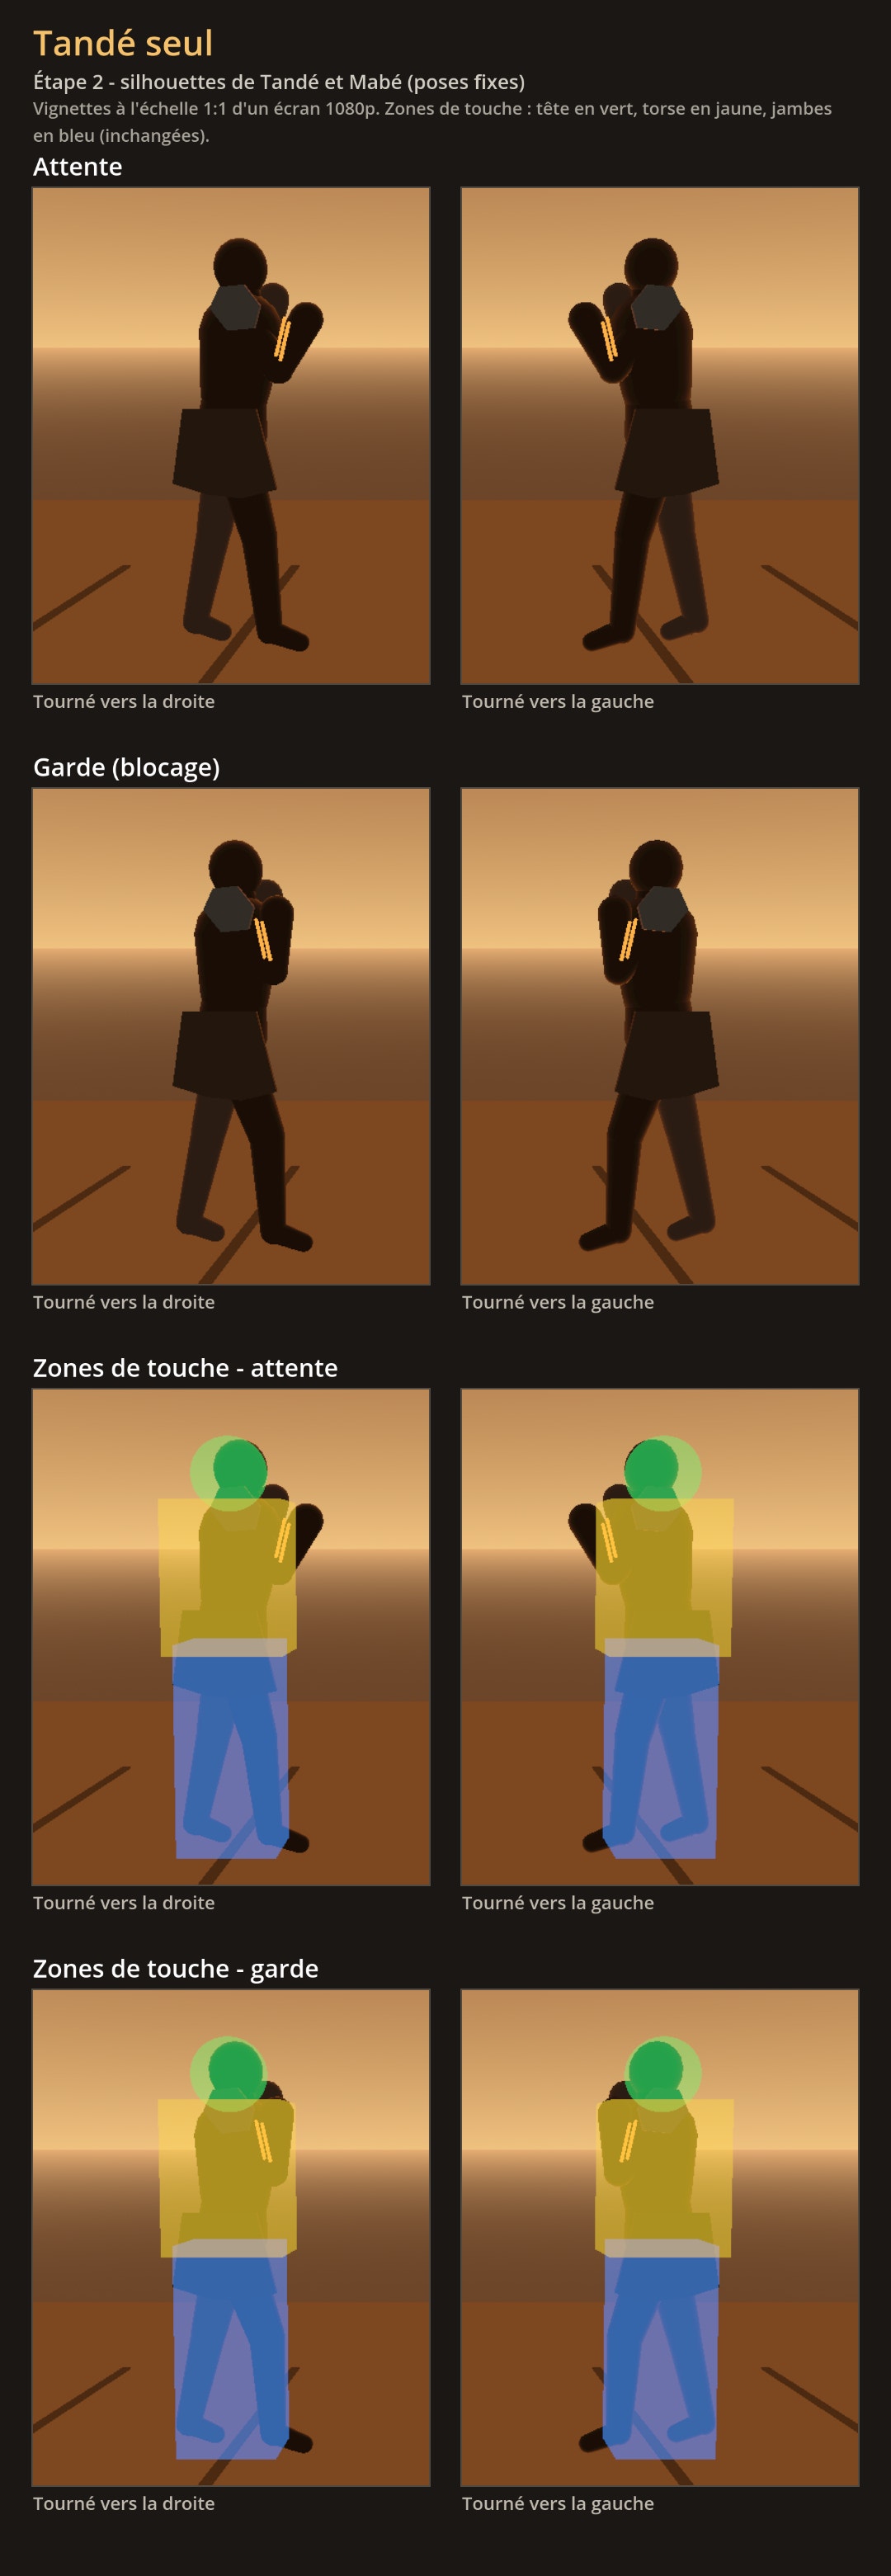 Tandé seul
Étape 2 - silhouettes de Tandé et Mabé (poses fixes)
Vignettes à l'échelle 1:1 d'un écran 1080p. Zones de touche : tête en vert, torse en jaune, jambes
en bleu (inchangées).
Attente
Tourné vers la droite
Tourné vers la gauche
Garde (blocage)
Tourné vers la droite
Tourné vers la gauche
Zones de touche - attente
Tourné vers la droite
Tourné vers la gauche
Zones de touche - garde
Tourné vers la droite
Tourné vers la gauche